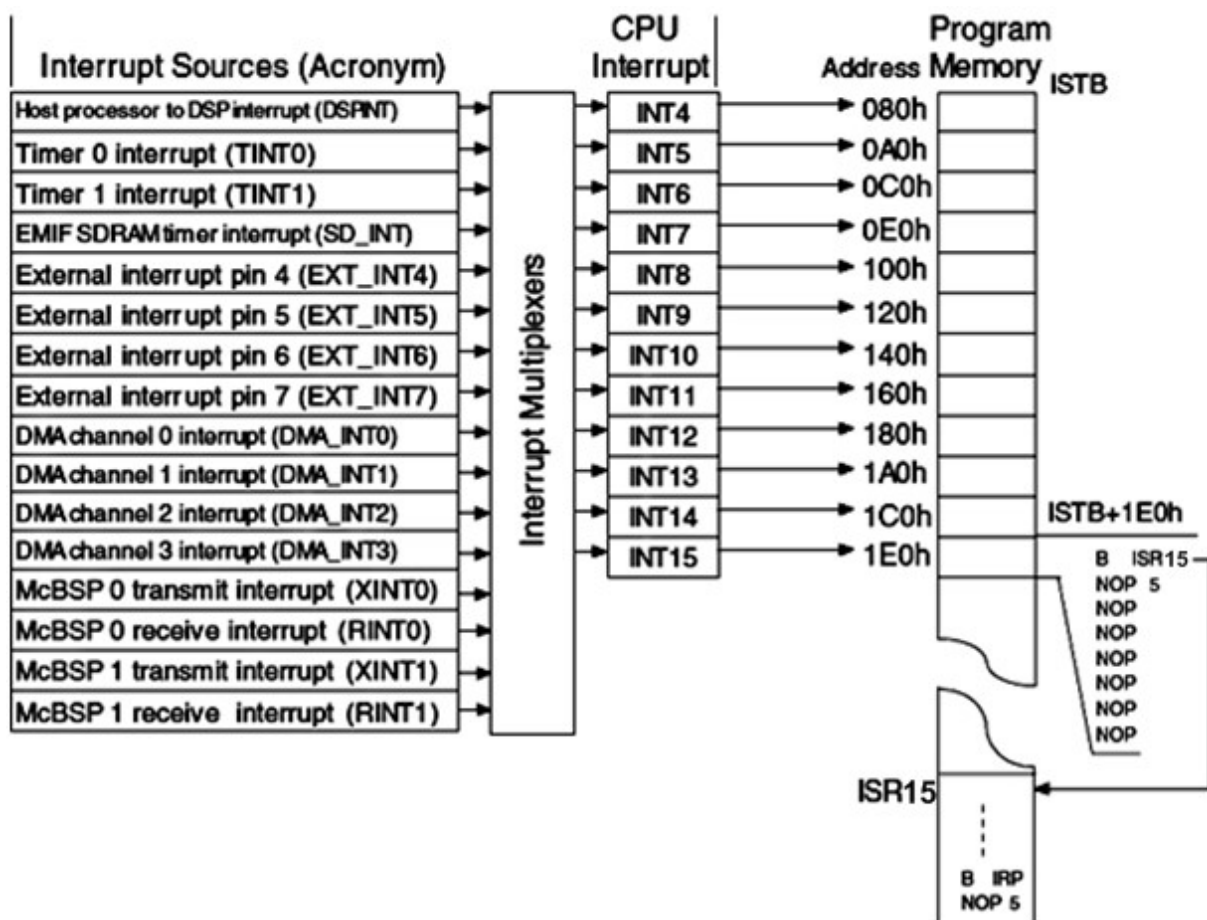 Interrupt Sources (Acronym)
CPU
Interrupt
Address
Program
Memory
ISTB
Host processor to DSP interrupt (DSPINT)
INT4
080h
Timer 0 interrupt (TINT0)
INT5
0A0h
Timer 1 interrupt (TINT1)
INT6
0C0h
EMIF SDRAM timer interrupt (SD_INT)
INT7
0E0h
External interrupt pin 4 (EXT_INT4)
INT8
100h
External interrupt pin 5 (EXT_INT5)
INT9
120h
External interrupt pin 6 (EXT_INT6)
INT10
140h
External interrupt pin 7 (EXT_INT7)
INT11
160h
DMA channel 0 interrupt (DMA_INT0)
INT12
180h
DMA channel 1 interrupt (DMA_INT1)
INT13
1A0h
DMA channel 2 interrupt (DMA_INT2)
INT14
1C0h
DMA channel 3 interrupt (DMA_INT3)
INT15
1E0h
McBSP 0 transmit interrupt (XINT0)
McBSP 0 receive interrupt (RINT0)
McBSP 1 transmit interrupt (XINT1)
McBSP 1 receive interrupt (RINT1)
Interrupt Multiplexers
ISTB+1E0h
B ISR15
NOP 5
NOP
NOP
NOP
NOP
NOP
NOP
ISR15
B IRP
NOP 5